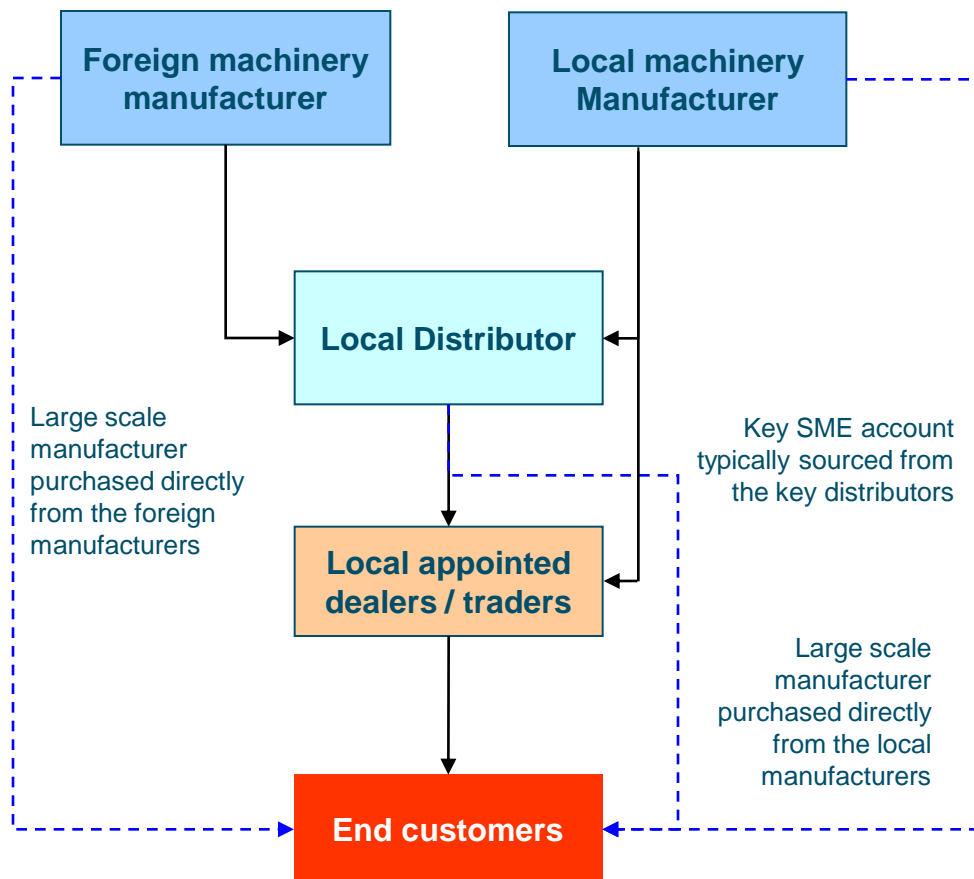 Foreign machinery
manufacturer
Local machinery
Manufacturer
Local Distributor
Large scale
manufacturer
purchased directly
from the foreign
manufacturers
Key SME account
typically sourced from
the key distributors
Local appointed
dealers / traders
Large scale
manufacturer
purchased directly
from the local
manufacturers
End customers